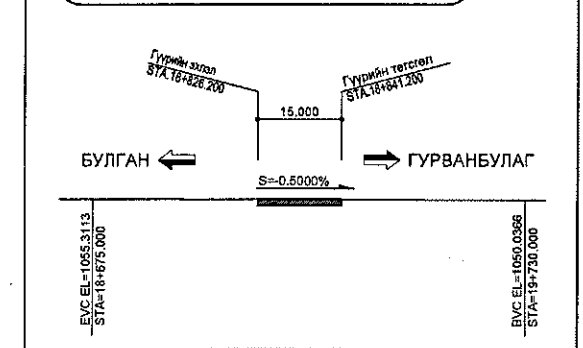 Гүүрийн эхлэл
STA.18+826.200
Гүүрийн төгсгөл
STA.18+841.200
15,000
БУЛГАН
ГУРВАНБУЛАГ
S=-0.5000%
EVC EL=1055.3113
STA=18+675.000
BVC EL=1050.0366
STA=19+730.000